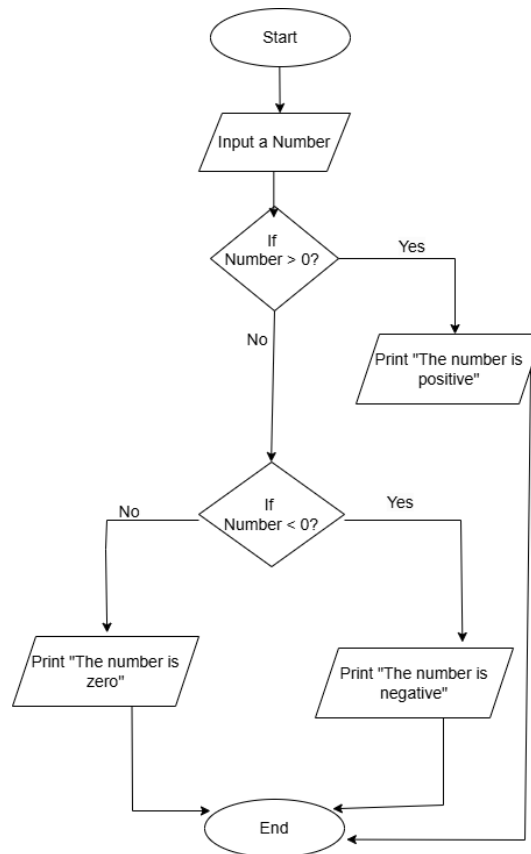 Start
Input a Number
If
Number > 0?
Yes
No
Print "The number is
positive"
If
Number < 0?
No
Yes
Print "The number is
zero"
Print "The number is
negative"
End